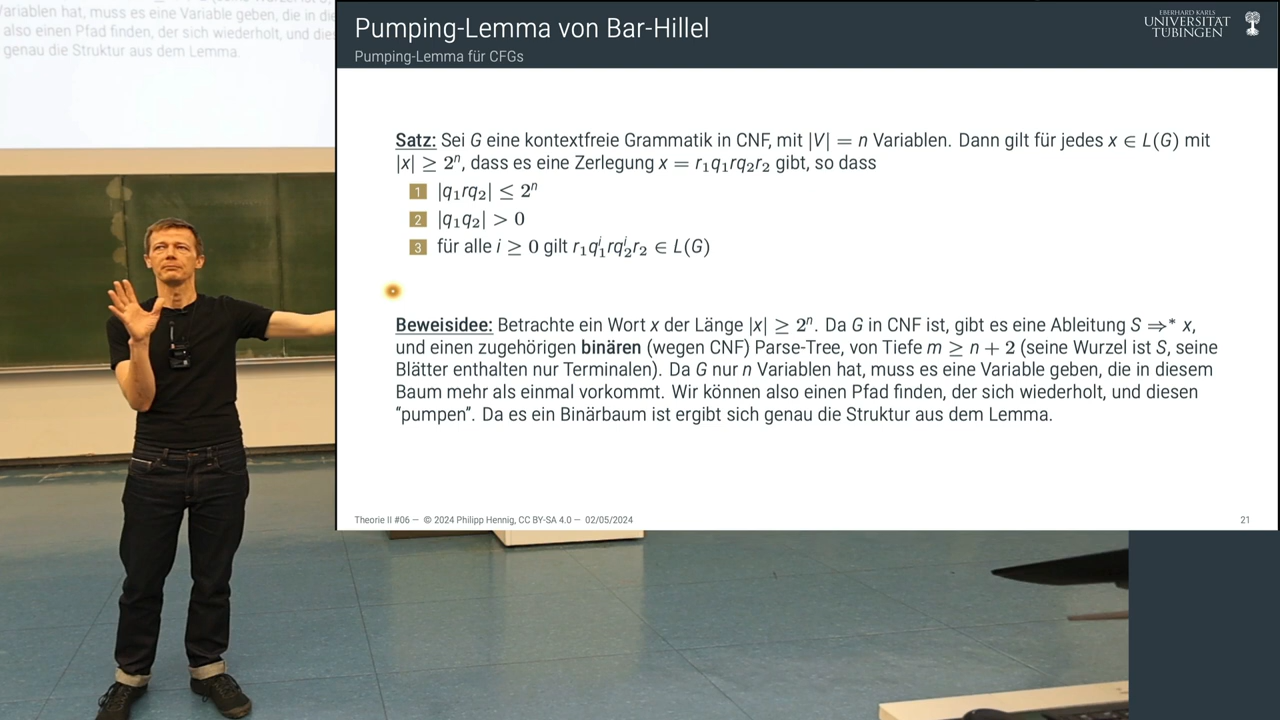 ariablen hat, muss es eine Variable geben, die in die
also einen Pfad finden, der sich wiederholt, und dies
genau die Struktur aus dem Lemma.
Pumping-Lemma von Bar-Hillel
Pumping-Lemma für CFGs
EBERHARD KARLS
UNIVERSITÄT
TÜBINGEN
Satz: Sei G eine kontextfreie Grammatik in CNF, mit |V| = n Variablen. Dann gilt für jedes x ∈ L(G) mit
|x| ≥ 2ⁿ, dass es eine Zerlegung x = r₁q₁rq₂r₂ gibt, so dass
1 |q₁rq₂| ≤ 2ⁿ
2 |q₁q₂| > 0
3 für alle i ≥ 0 gilt r₁q₁ⁱrq₂ⁱr₂ ∈ L(G)
Beweisidee: Betrachte ein Wort x der Länge |x| ≥ 2ⁿ. Da G in CNF ist, gibt es eine Ableitung S ⇒* x,
und einen zugehörigen binären (wegen CNF) Parse-Tree, von Tiefe m ≥ n + 2 (seine Wurzel ist S, seine
Blätter enthalten nur Terminalen). Da G nur n Variablen hat, muss es eine Variable geben, die in diesem
Baum mehr als einmal vorkommt. Wir können also einen Pfad finden, der sich wiederholt, und diesen
“pumpen”. Da es ein Binärbaum ist ergibt sich genau die Struktur aus dem Lemma.
Theorie II #06 — © 2024 Philipp Hennig, CC BY-SA 4.0 — 02/05/2024
21